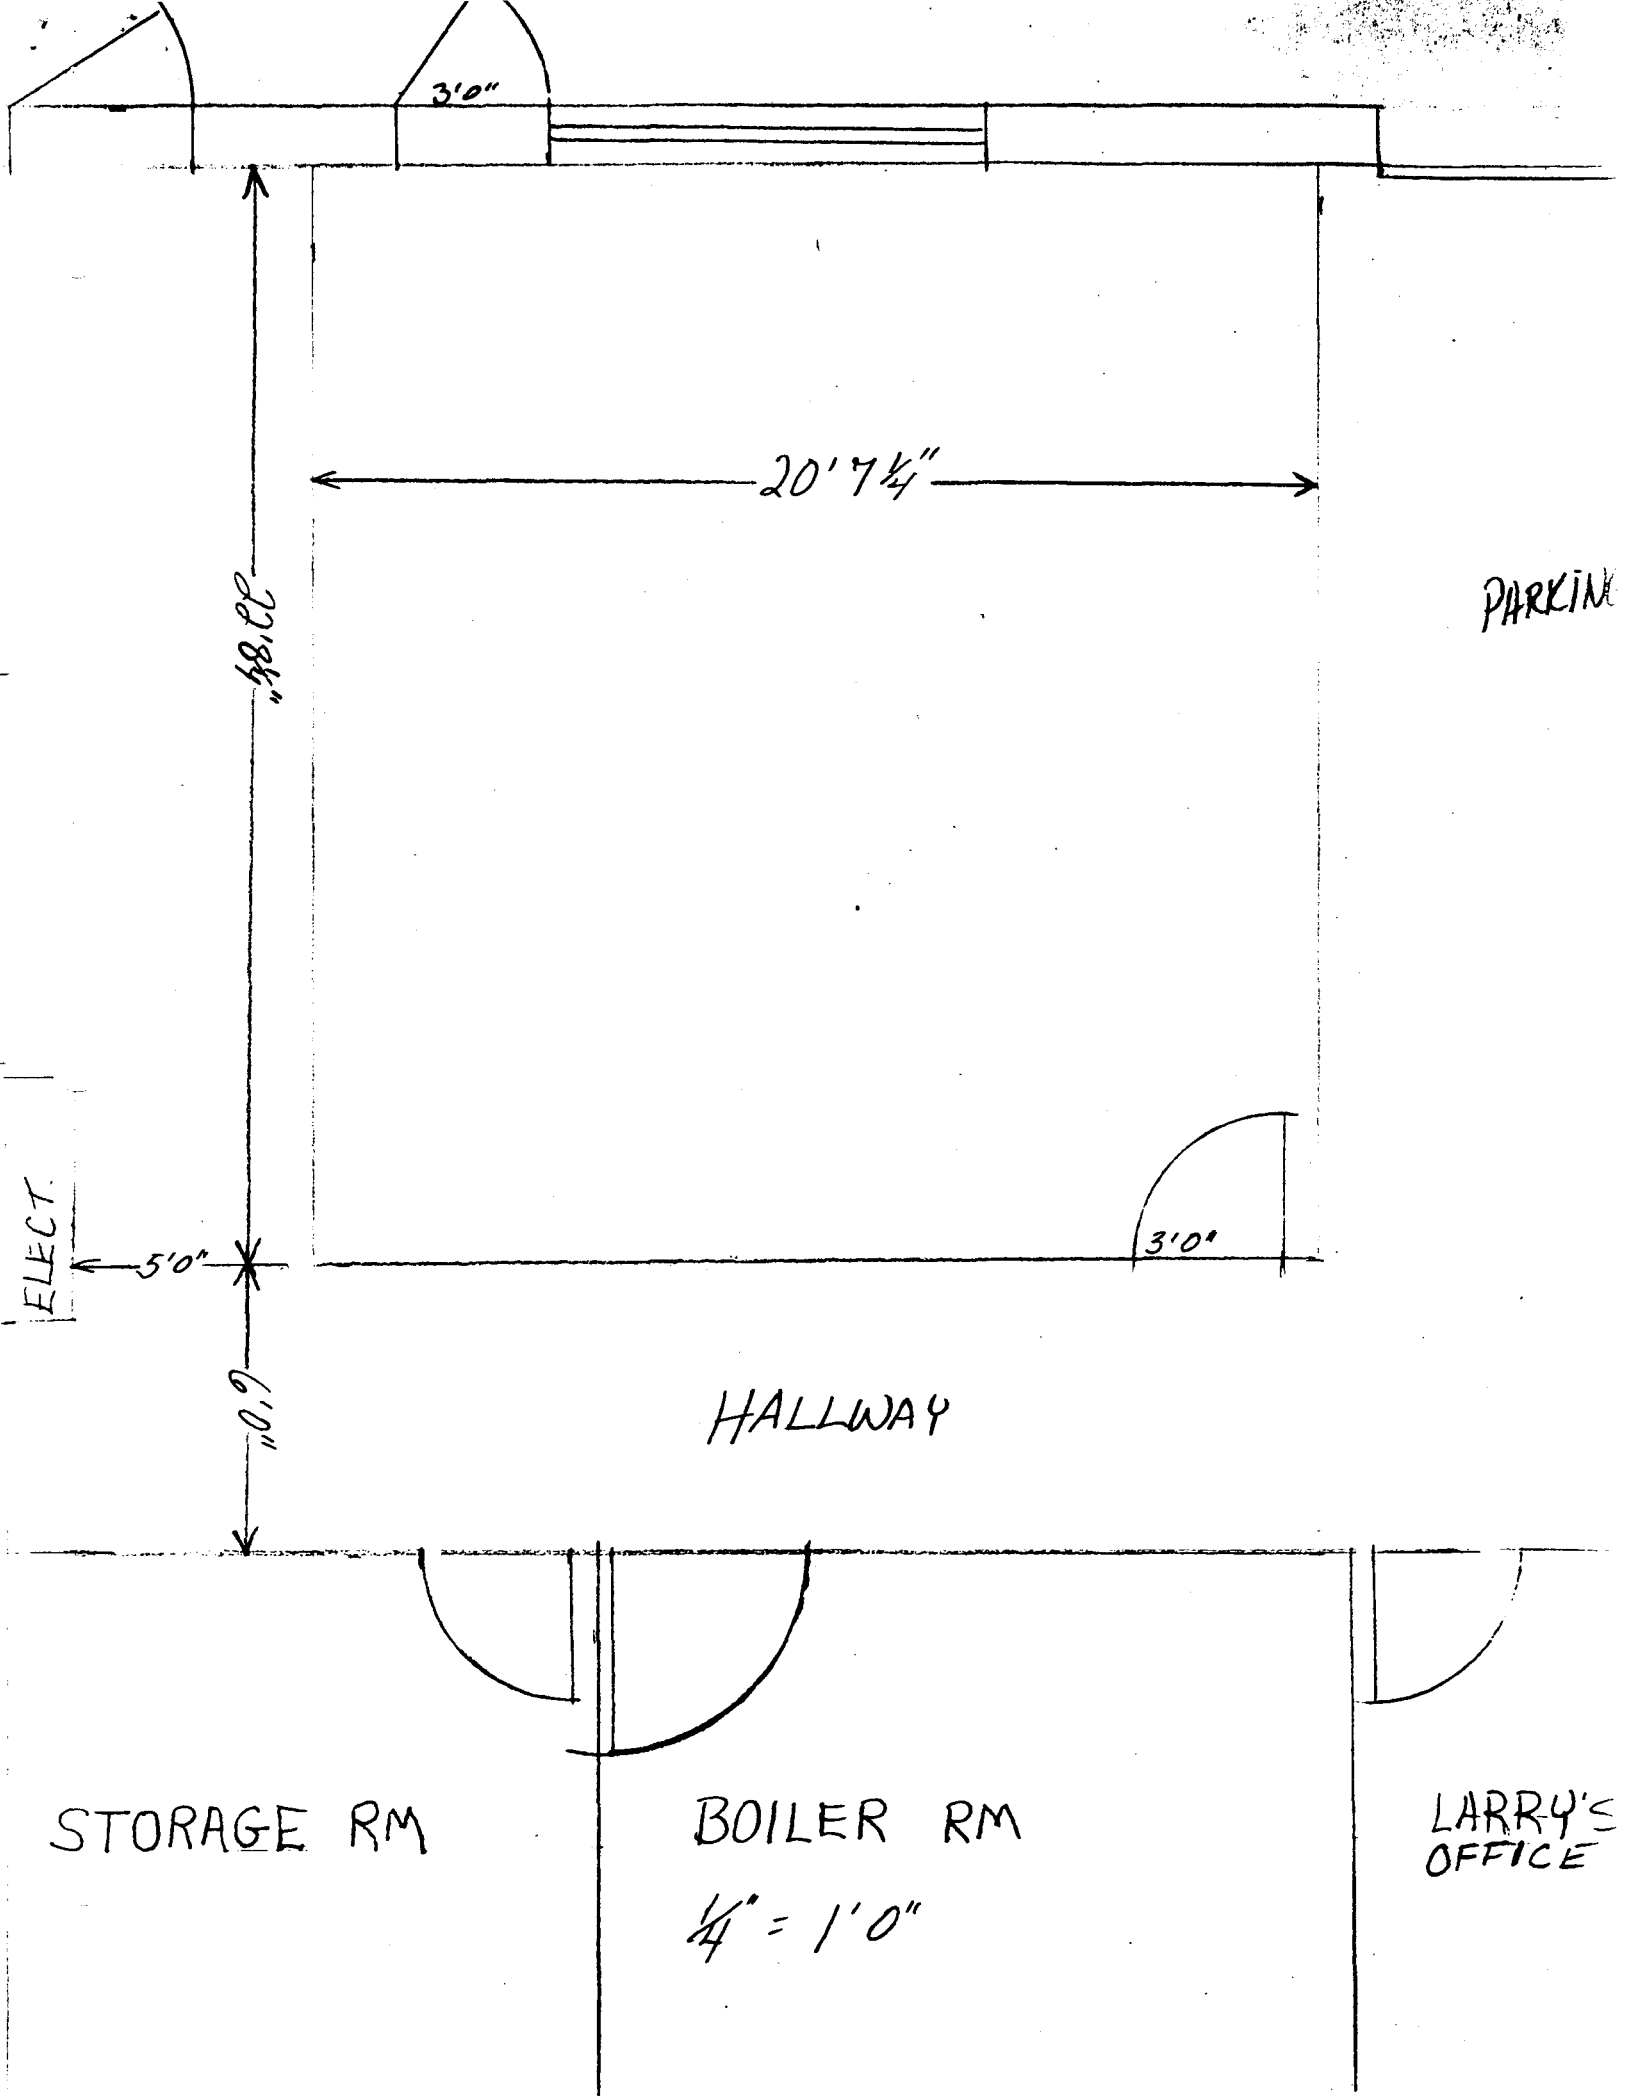 3'0"
20'7¼"
22'8¼"
PARKIN
3'0"
ELECT.
5'0"
6'0"
HALLWAY
STORAGE RM
BOILER RM
LARRY'S
OFFICE
¼" = 1'0"